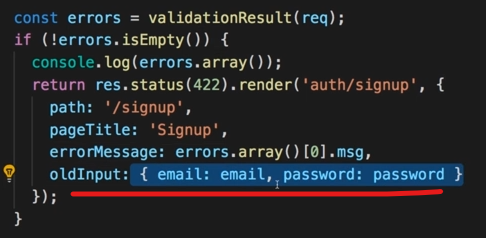 const errors = validationResult(req);
if (!errors.isEmpty()) {
console.log(errors.array());
return res.status(422).render('auth/signup', {
path: '/signup',
pageTitle: 'Signup',
errorMessage: errors.array()[0].msg,
oldInput: { email: email, password: password }
});
}